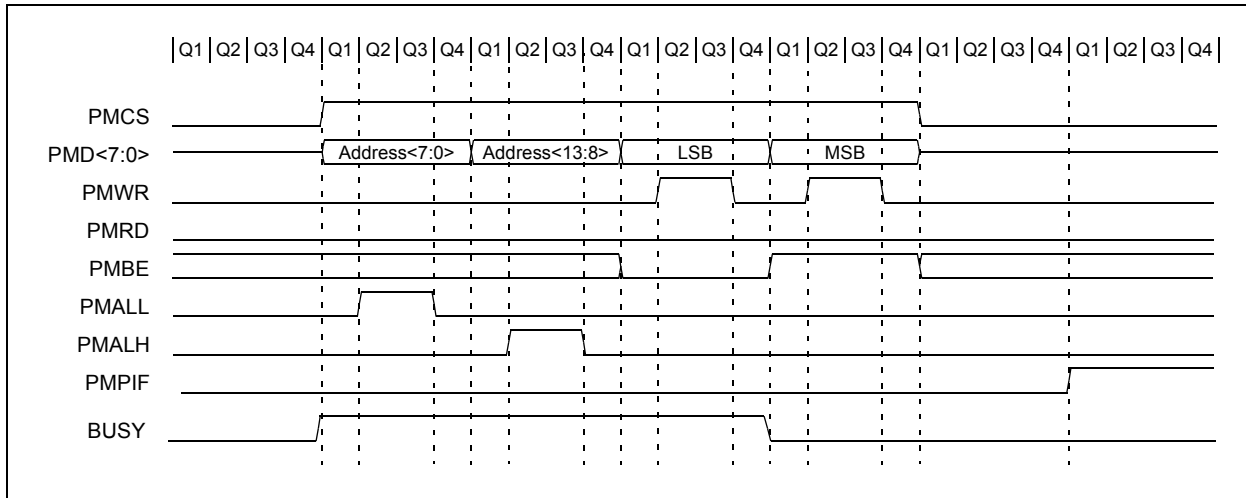 Q1 Q2 Q3 Q4 Q1 Q2 Q3 Q4 Q1 Q2 Q3 Q4 Q1 Q2 Q3 Q4 Q1 Q2 Q3 Q4 Q1 Q2 Q3 Q4 Q1 Q2 Q3 Q4
PMCS
PMD<7:0> Address<7:0> Address<13:8> LSB MSB
PMWR
PMRD
PMBE
PMALL
PMALH
PMPIF
BUSY